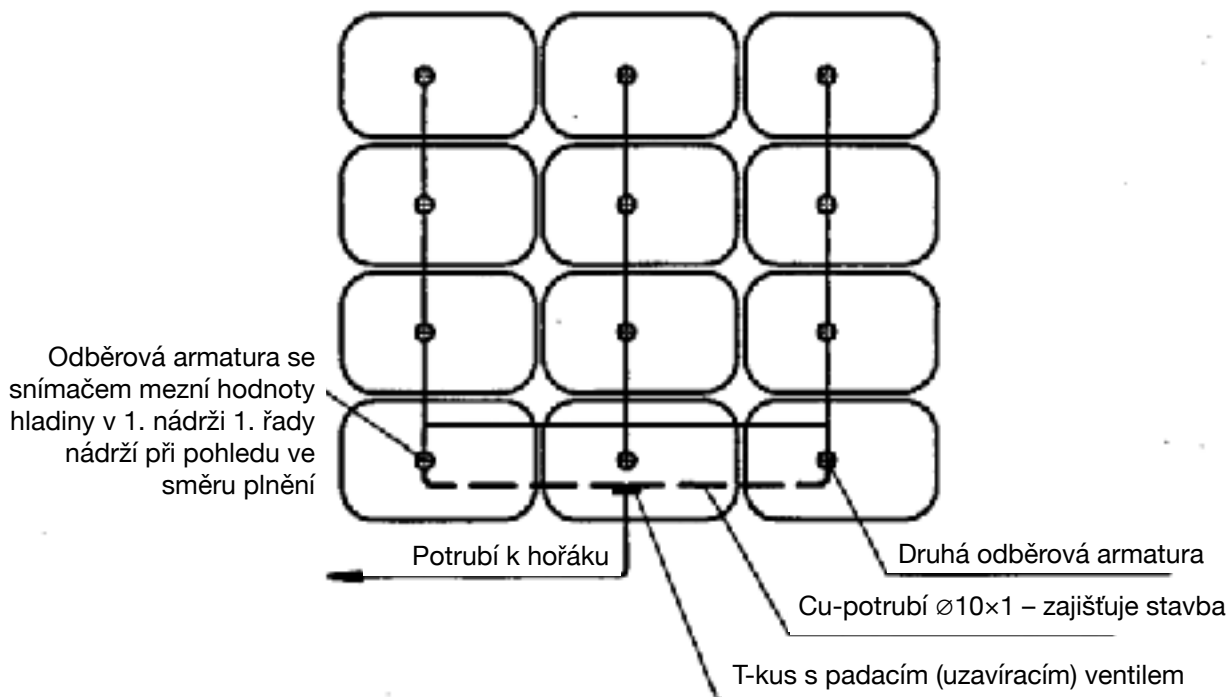 Odběrová armatura se
snímačem mezní hodnoty
hladiny v 1. nádrži 1. řady
nádrží při pohledu ve
směru plnění
Potrubí k hořáku
Druhá odběrová armatura
Cu-potrubí ⌀10×1 – zajišťuje stavba
T-kus s padacím (uzavíracím) ventilem